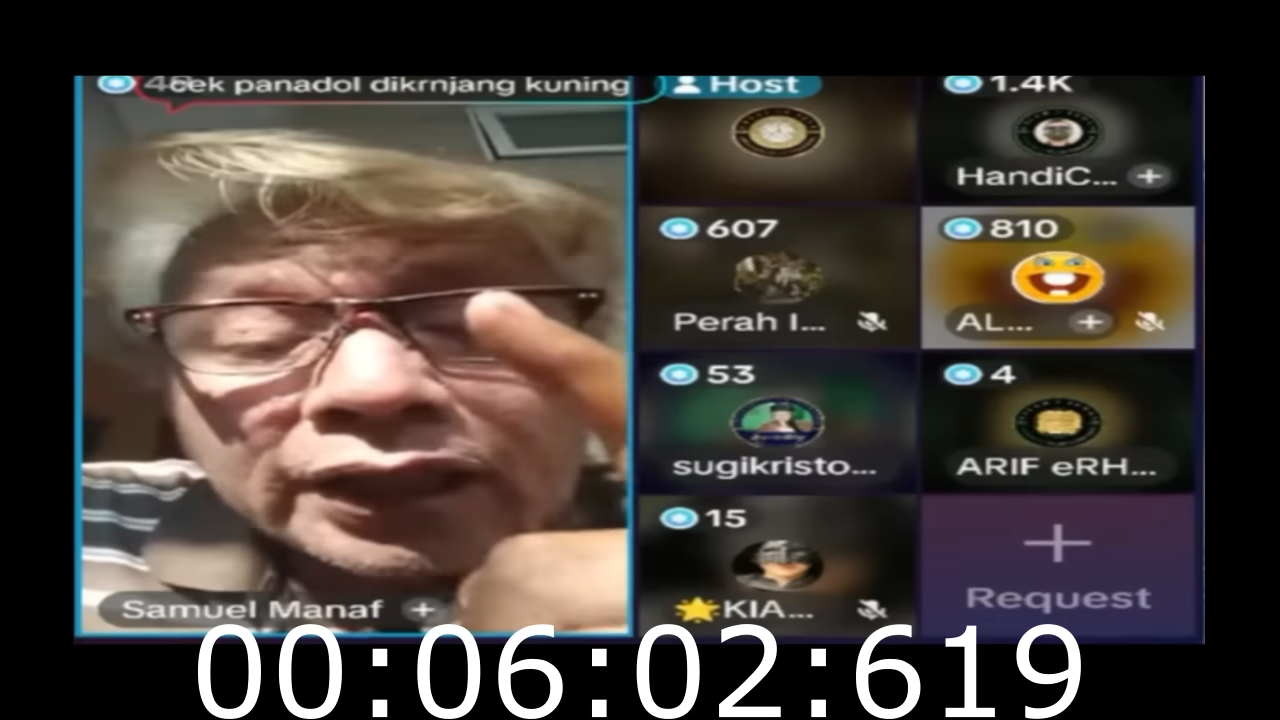 cek panadol dikrnjang kuning
Host
1.4K
HandiC...
607
810
Perah I...
AL...
53
4
sugikristo...
ARIF eRH...
15
KIA...
Request
Samuel Manaf
00:06:02:619